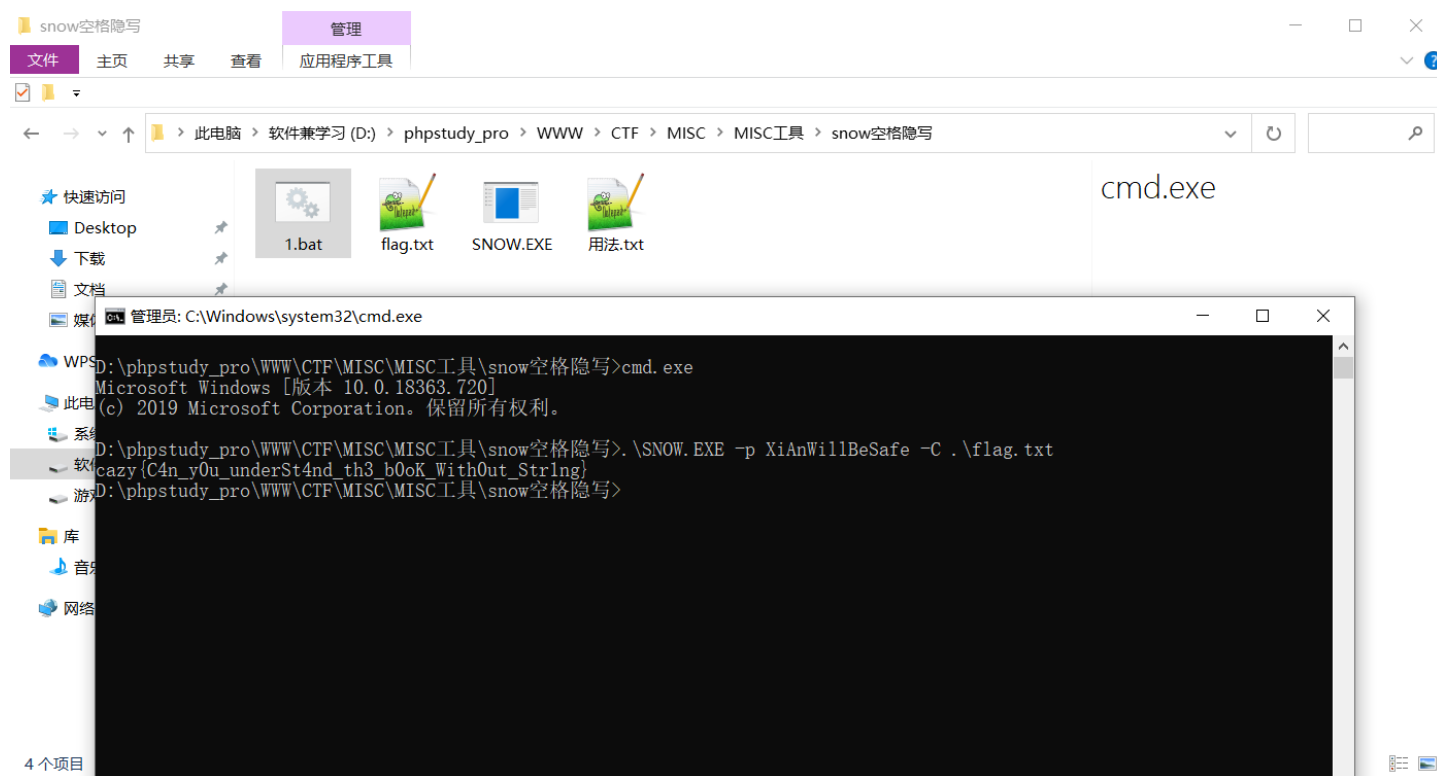 snow空格隐写
管理
文件 主页 共享 查看 应用程序工具
此电脑 > 软件兼学习 (D:) > phpstudy_pro > WWW > CTF > MISC > MISC工具 > snow空格隐写
快速访问
Desktop
下载
文档
1.bat
flag.txt
SNOW.EXE
用法.txt
cmd.exe
管理员: C:\Windows\system32\cmd.exe
D:\phpstudy_pro\WWW\CTF\MISC\MISC工具\snow空格隐写>cmd.exe
Microsoft Windows [版本 10.0.18363.720]
(c) 2019 Microsoft Corporation。保留所有权利。
D:\phpstudy_pro\WWW\CTF\MISC\MISC工具\snow空格隐写>.\SNOW.EXE -p XiAnWillBeSafe -C .\flag.txt
cazy{C4n_y0u_underSt4nd_th3_b0oK_With0ut_Str1ng}
D:\phpstudy_pro\WWW\CTF\MISC\MISC工具\snow空格隐写>
WPS
此电
库
网络
4 个项目